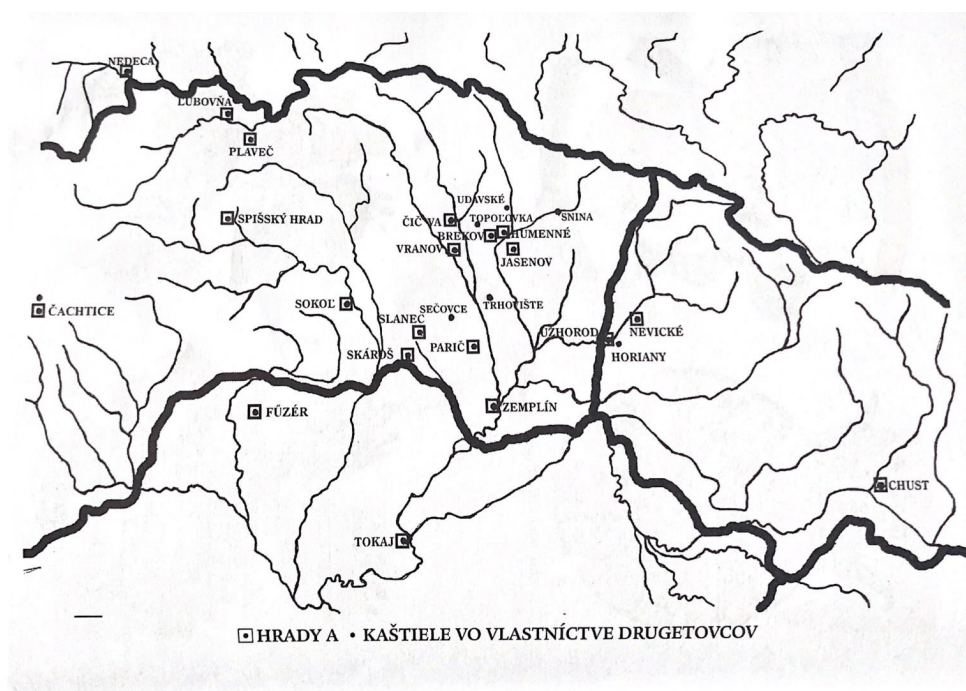 NEDECA
ĽUBOVŇA
PLAVEČ
UDAVSKÉ
SNINA
SPIŠSKÝ HRAD
ČIČVA
TOPOĽOVKA
BREKOV
HUMENNÉ
VRANOV
JASENOV
ČACHTICE
SOKOĽ
SEČOVCE
TRHOVIŠTE
SLANEC
UŽHOROD
NEVICKÉ
SKÁROŠ
PARIČ
HORIANY
FÜZÉR
ZEMPLÍN
CHUST
TOKAJ
HRADY A • KAŠTIELE VO VLASTNÍCTVE DRUGETOVCOV